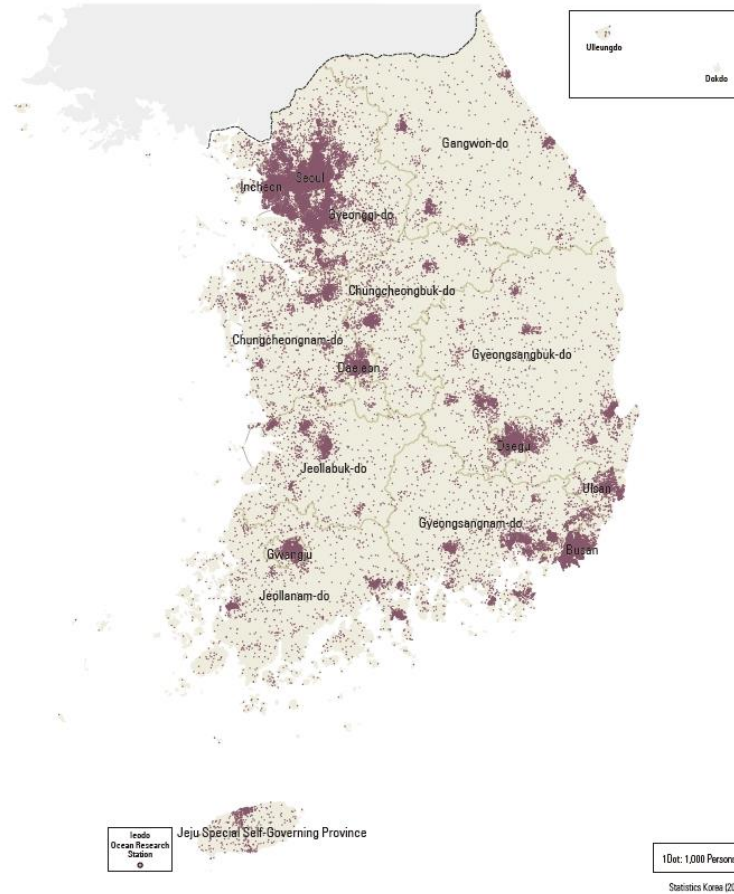 Ulleungdo
Dokdo
Gangwon-do
Seoul
Incheon
Gyeonggi-do
Chungcheongbuk-do
Chungcheongnam-do
Daejeon
Gyeongsangbuk-do
Daegu
Jeollabuk-do
Ulsan
Gyeongsangnam-do
Busan
Gwangju
Jeollanam-do
Jeju Special Self-Governing Province
Ieodo
Ocean Research
Station
1Dot: 1,000 Persons
Statistics Korea (20